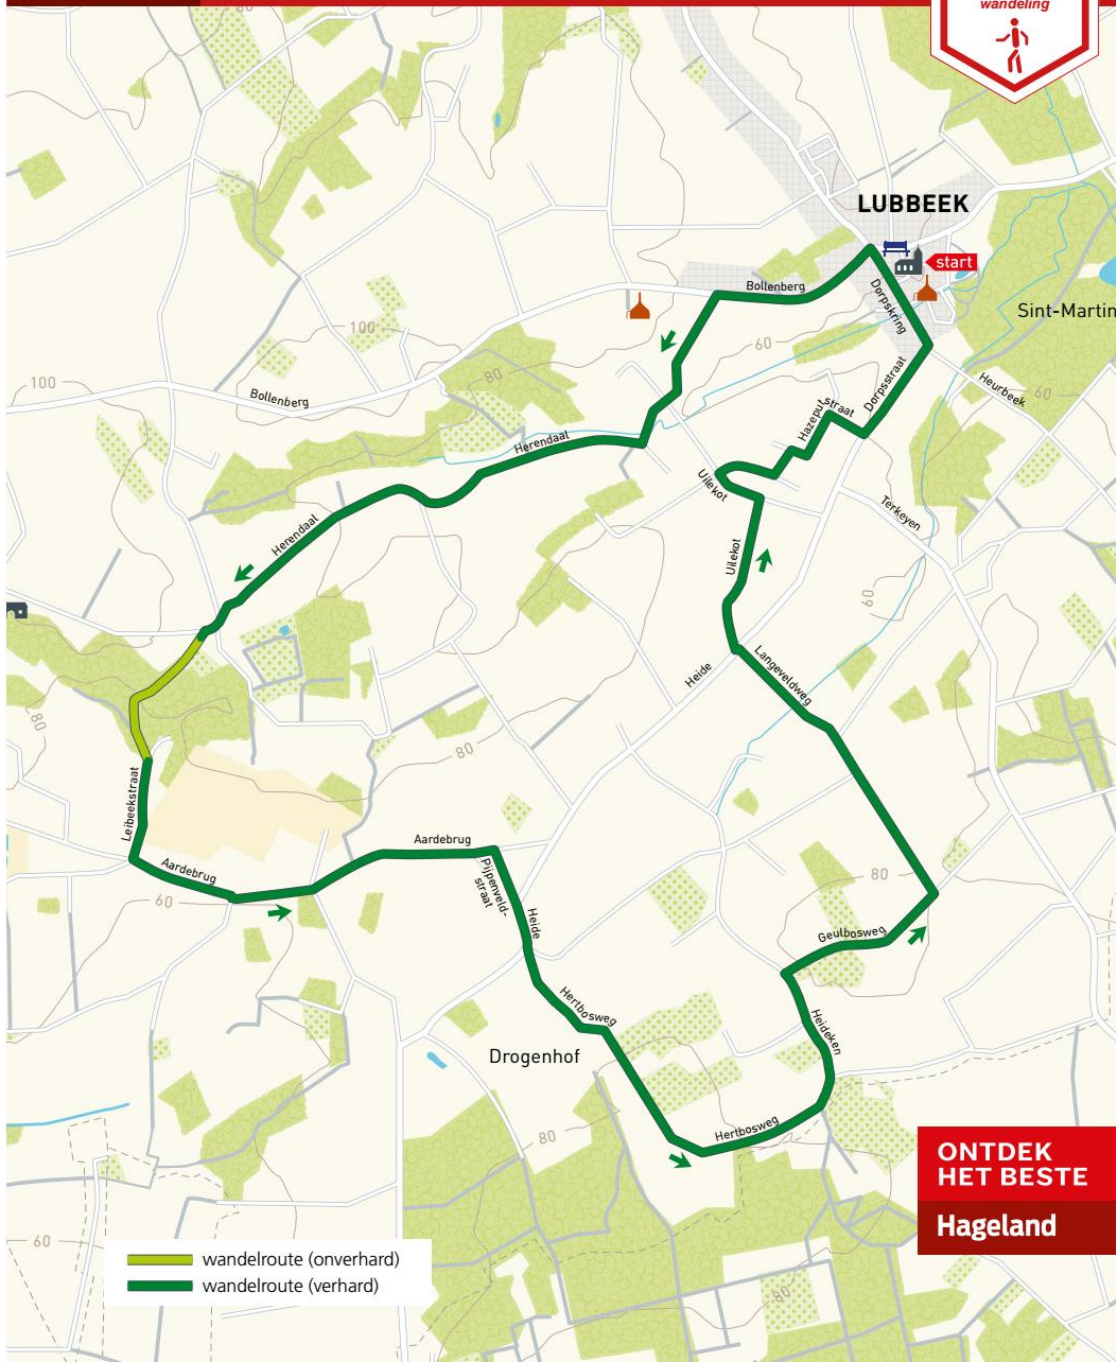 wandeling
LUBBEEK
start
Sint-Martin
Bollenberg
Dorpskring
100
60
80
100
Bollenberg
Heurbeek
60
Dorpsstraat
Hazeputstraat
Herendaal
Uilekot
Terkeyen
Herendaal
Uilekot
60
Langeveldweg
Heide
80
80
Leibeekstraat
Aardebrug
Aardebrug
Pijpenveld-
straat
Heide
60
80
Geulbosweg
Hertbosweg
Heideken
Drogenhof
80
Hertbosweg
ONTDEK
HET BESTE
Hageland
60
wandelroute (onverhard)
wandelroute (verhard)
80